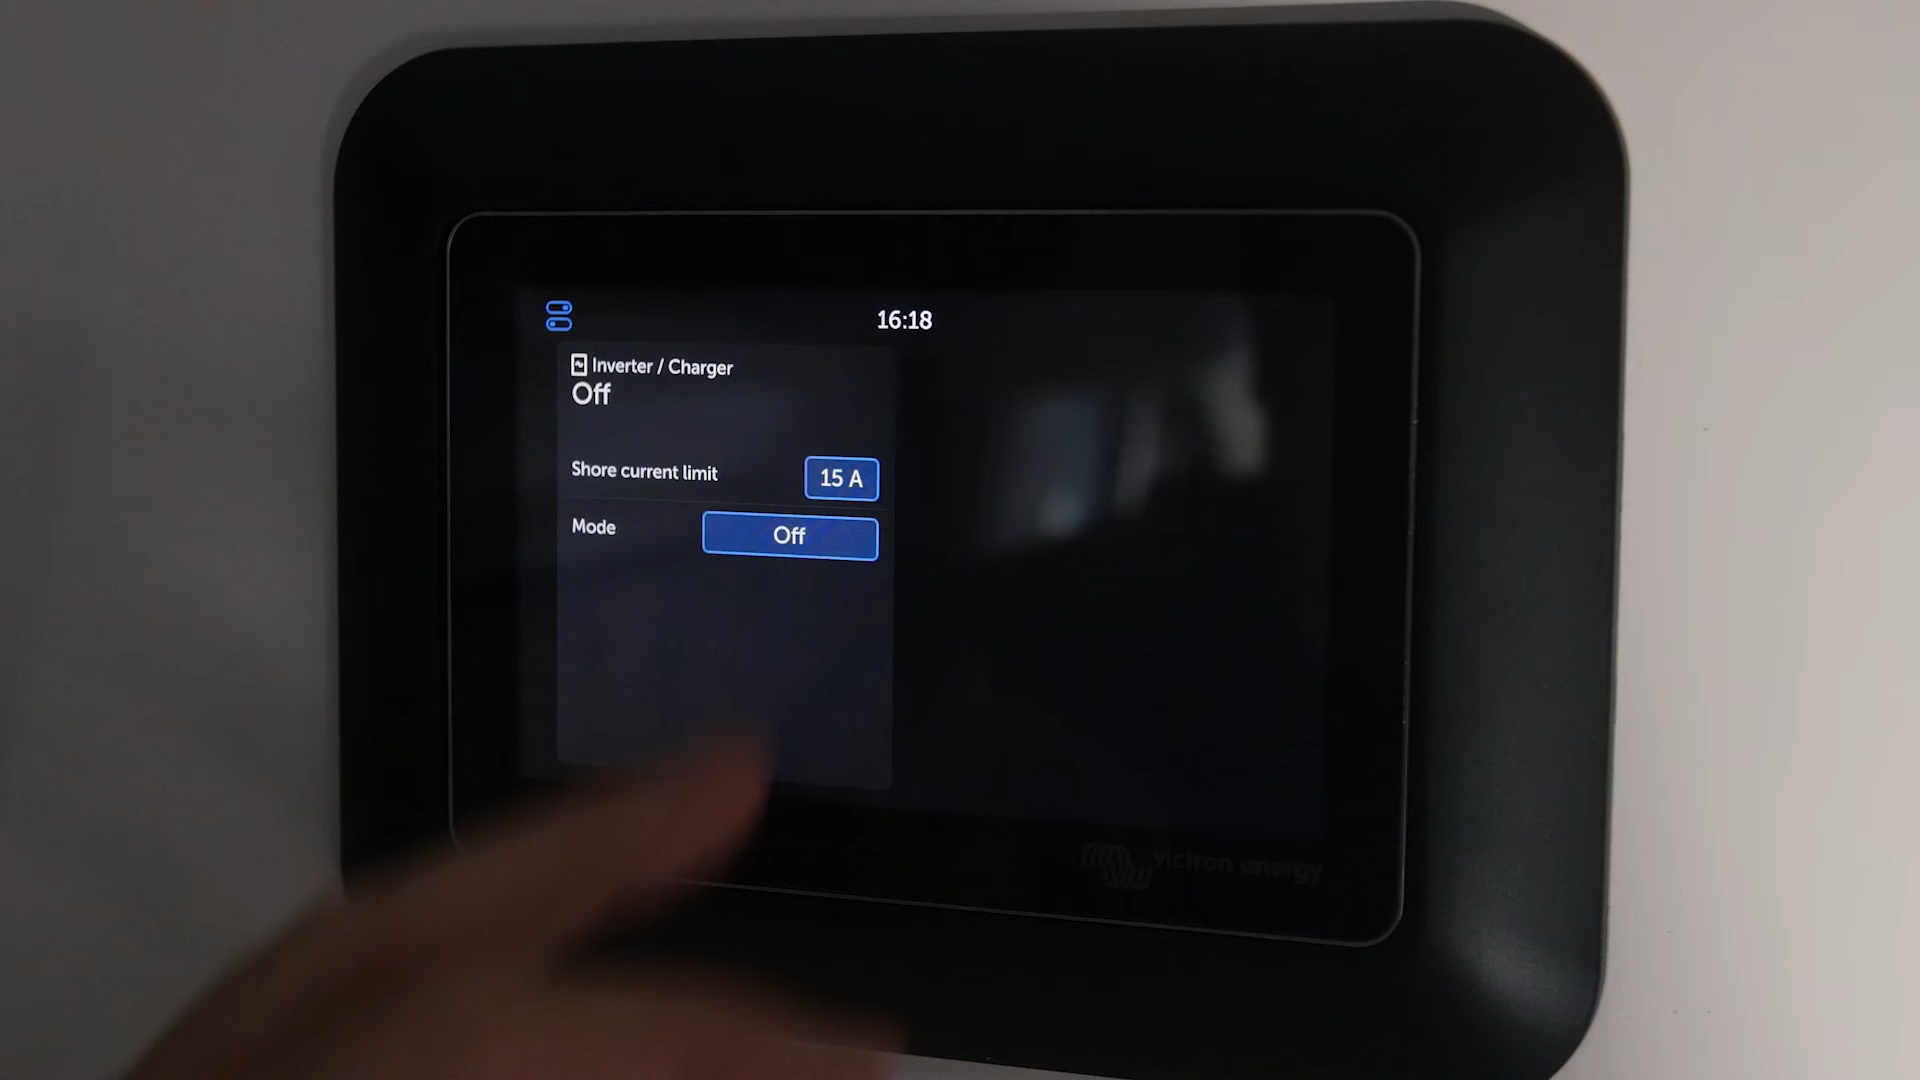 16:18
Inverter / Charger
Off
Shore current limit
15 A
Mode
Off
victron energy